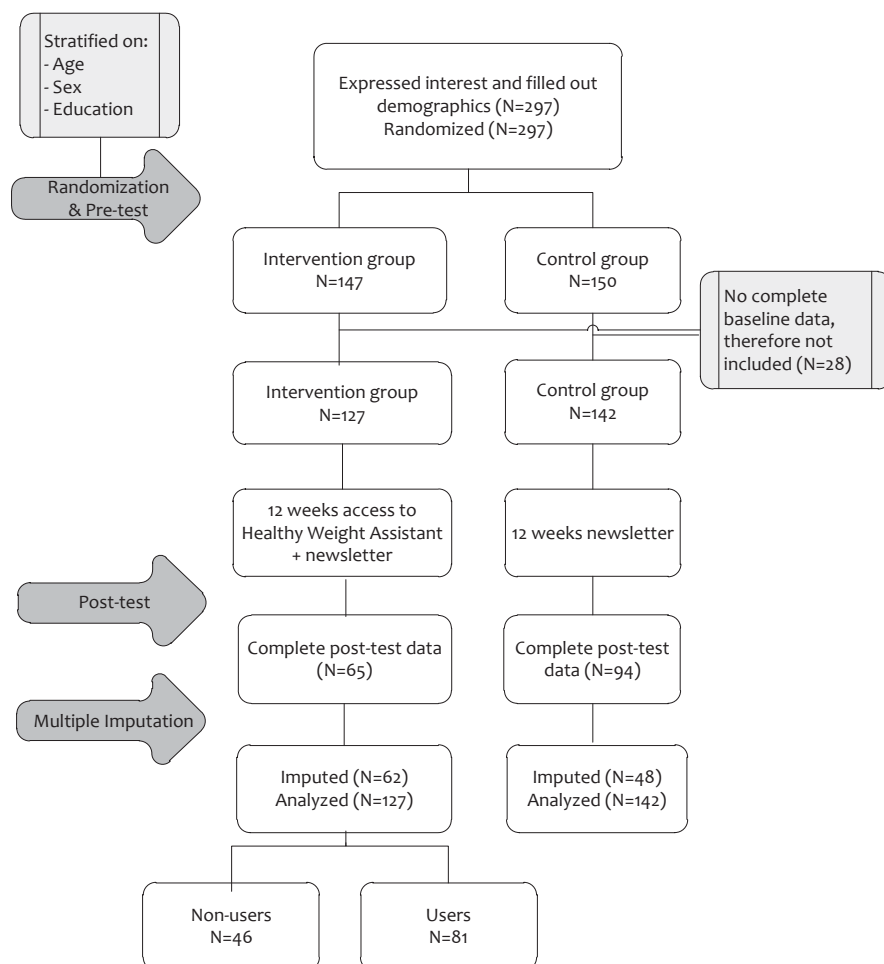 Stratified on:
- Age
- Sex
- Education
Expressed interest and filled out
demographics (N=297)
Randomized (N=297)
Randomization
& Pre-test
Intervention group
N=147
Control group
N=150
No complete
baseline data,
therefore not
included (N=28)
Intervention group
N=127
Control group
N=142
12 weeks access to
Healthy Weight Assistant
+ newsletter
12 weeks newsletter
Post-test
Complete post-test data
(N=65)
Complete post-test
data (N=94)
Multiple Imputation
Imputed (N=62)
Analyzed (N=127)
Imputed (N=48)
Analyzed (N=142)
Non-users
N=46
Users
N=81